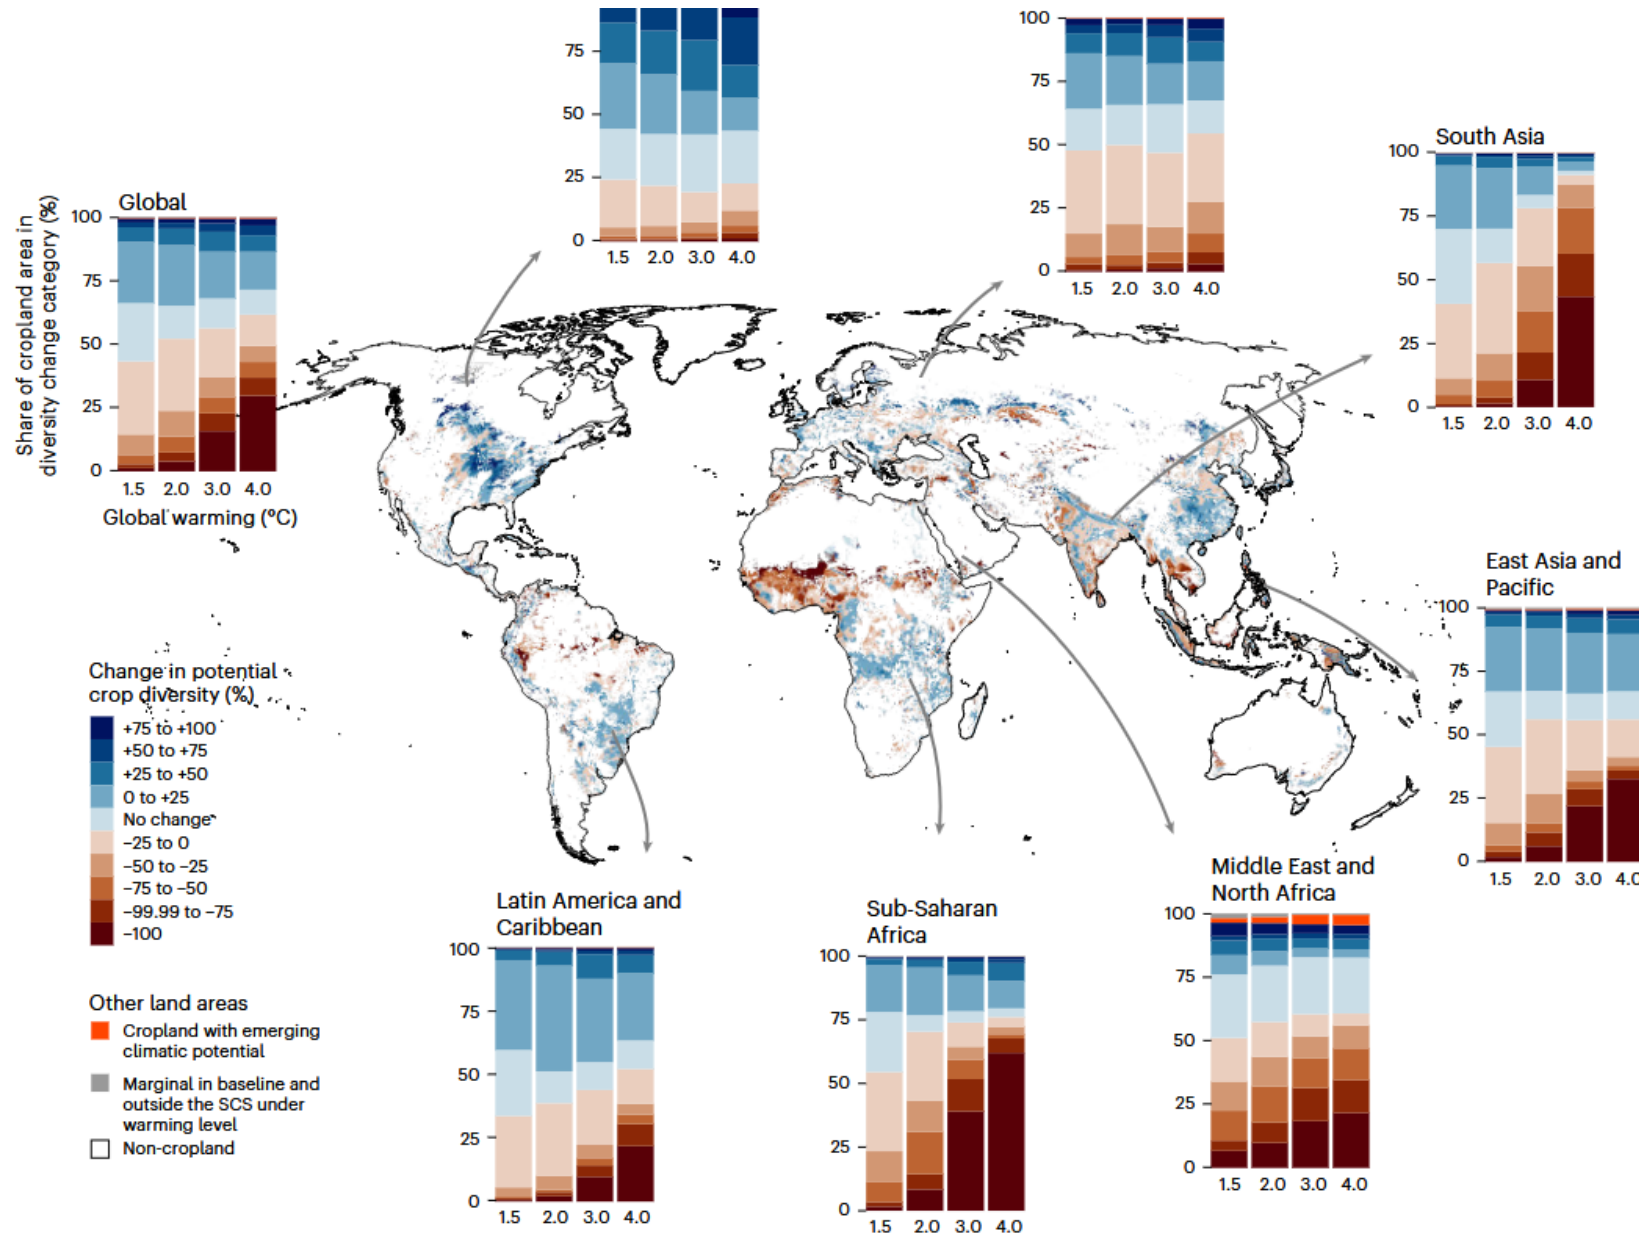 75
50
25
0
1.5 2.0 3.0 4.0
100
75
50
25
0
1.5 2.0 3.0 4.0
South Asia
100
75
50
25
0
1.5 2.0 3.0 4.0
Share of cropland area in
diversity change category (%)
Global
100
75
50
25
0
1.5 2.0 3.0 4.0
Global warming (°C)
East Asia and
Pacific
100
75
50
25
0
1.5 2.0 3.0 4.0
Change in potential
crop diversity (%)
+75 to +100
+50 to +75
+25 to +50
0 to +25
No change
−25 to 0
−50 to −25
−75 to −50
−99.99 to −75
−100
Other land areas
Cropland with emerging
climatic potential
Marginal in baseline and
outside the SCS under
warming level
Non-cropland
Latin America and
Caribbean
100
75
50
25
0
1.5 2.0 3.0 4.0
Sub-Saharan
Africa
100
75
50
25
0
1.5 2.0 3.0 4.0
Middle East and
North Africa
100
75
50
25
0
1.5 2.0 3.0 4.0